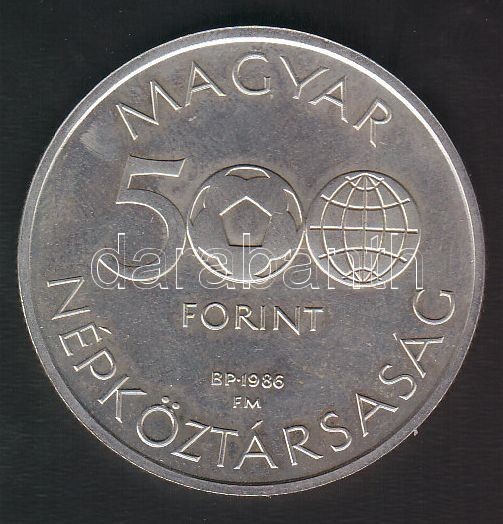 MAGYAR
500
FORINT
BP·1986
FM
NÉPKÖZTÁRSASÁG
darabanth